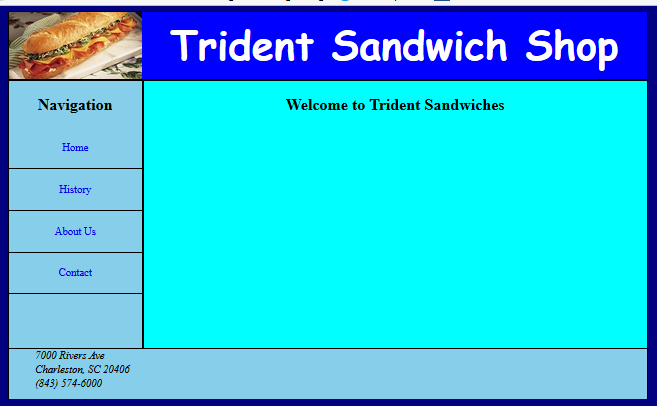 Trident Sandwich Shop
Navigation
Welcome to Trident Sandwiches
Home
History
About Us
Contact
7000 Rivers Ave
Charleston, SC 20406
(843) 574-6000